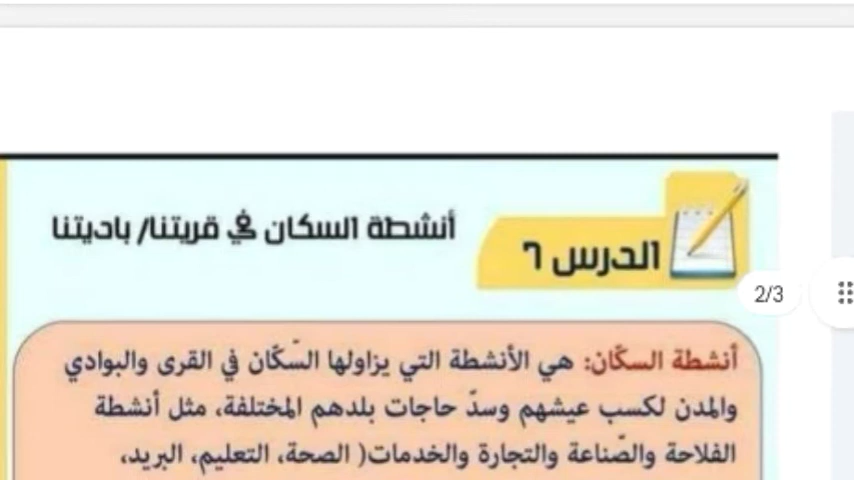 أنشطة السكان في قريتنا/ باديتنا
الدرس ٦
2/3
أنشطة السكّان: هي الأنشطة التي يزاولها السّكّان في القرى والبوادي
والمدن لكسب عيشهم وسدّ حاجات بلدهم المختلفة، مثل أنشطة
الفلاحة والصّناعة والتجارة والخدمات( الصحة، التعليم، البريد،